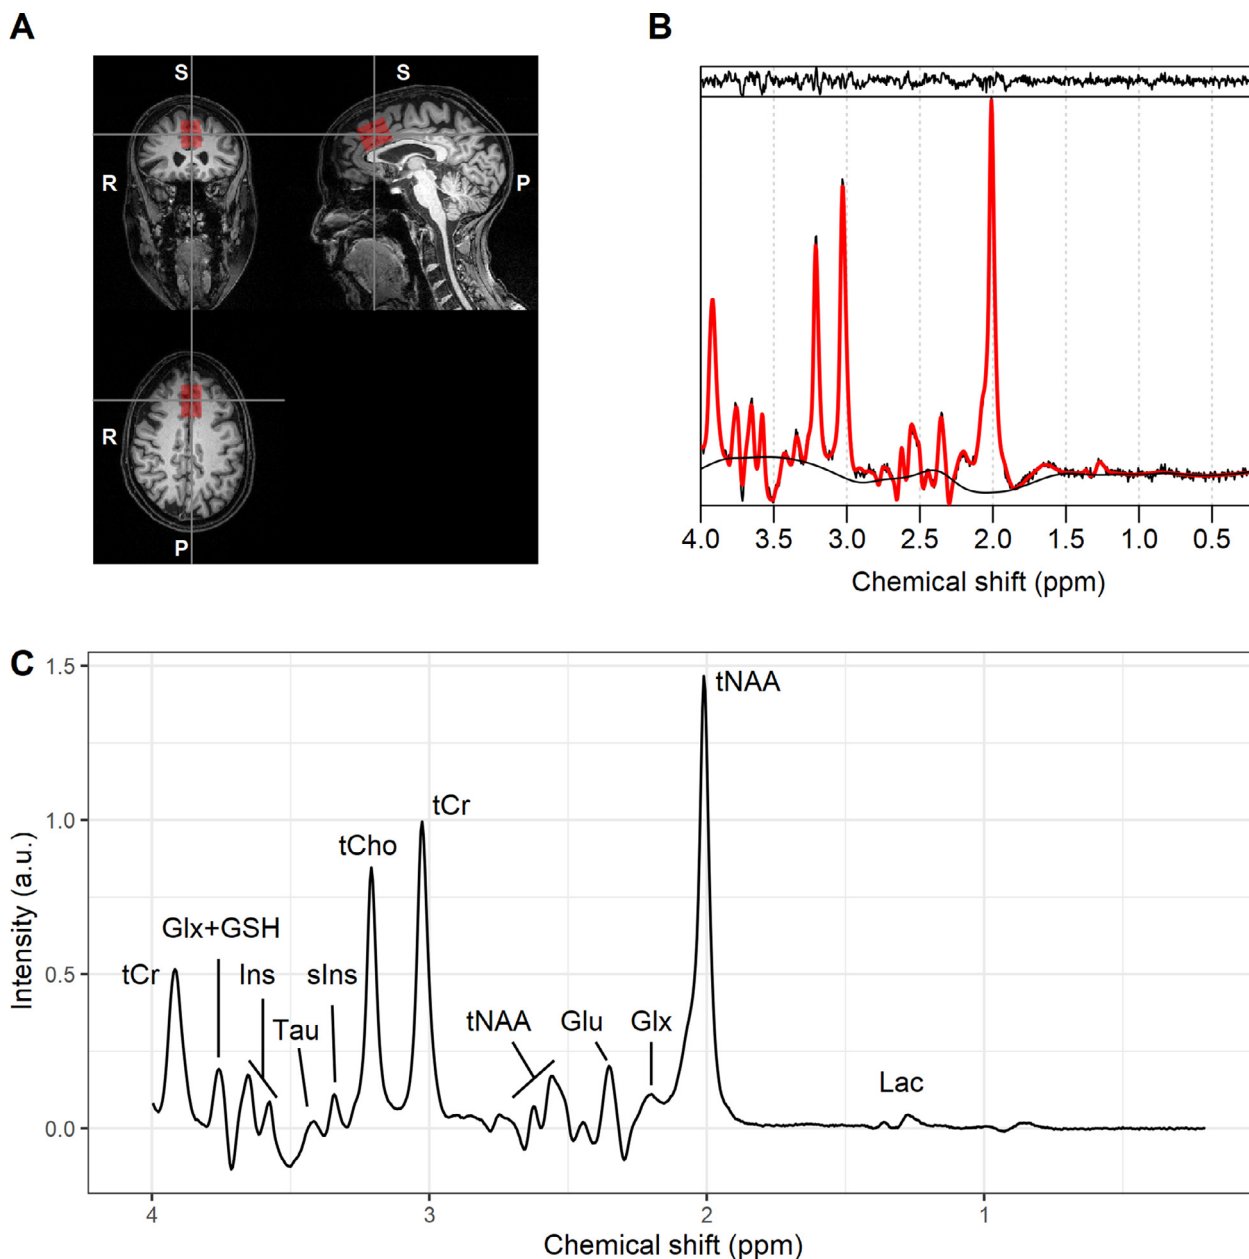 A
S
S
R
P
R
P
B
4.0 3.5 3.0 2.5 2.0 1.5 1.0 0.5
Chemical shift (ppm)
C
1.5
1.0
0.5
0.0
Intensity (a.u.)
tNAA
tCr
tCho
Glx+GSH
tCr
Ins
sIns
Tau
tNAA
Glu
Glx
Lac
4 3 2 1
Chemical shift (ppm)